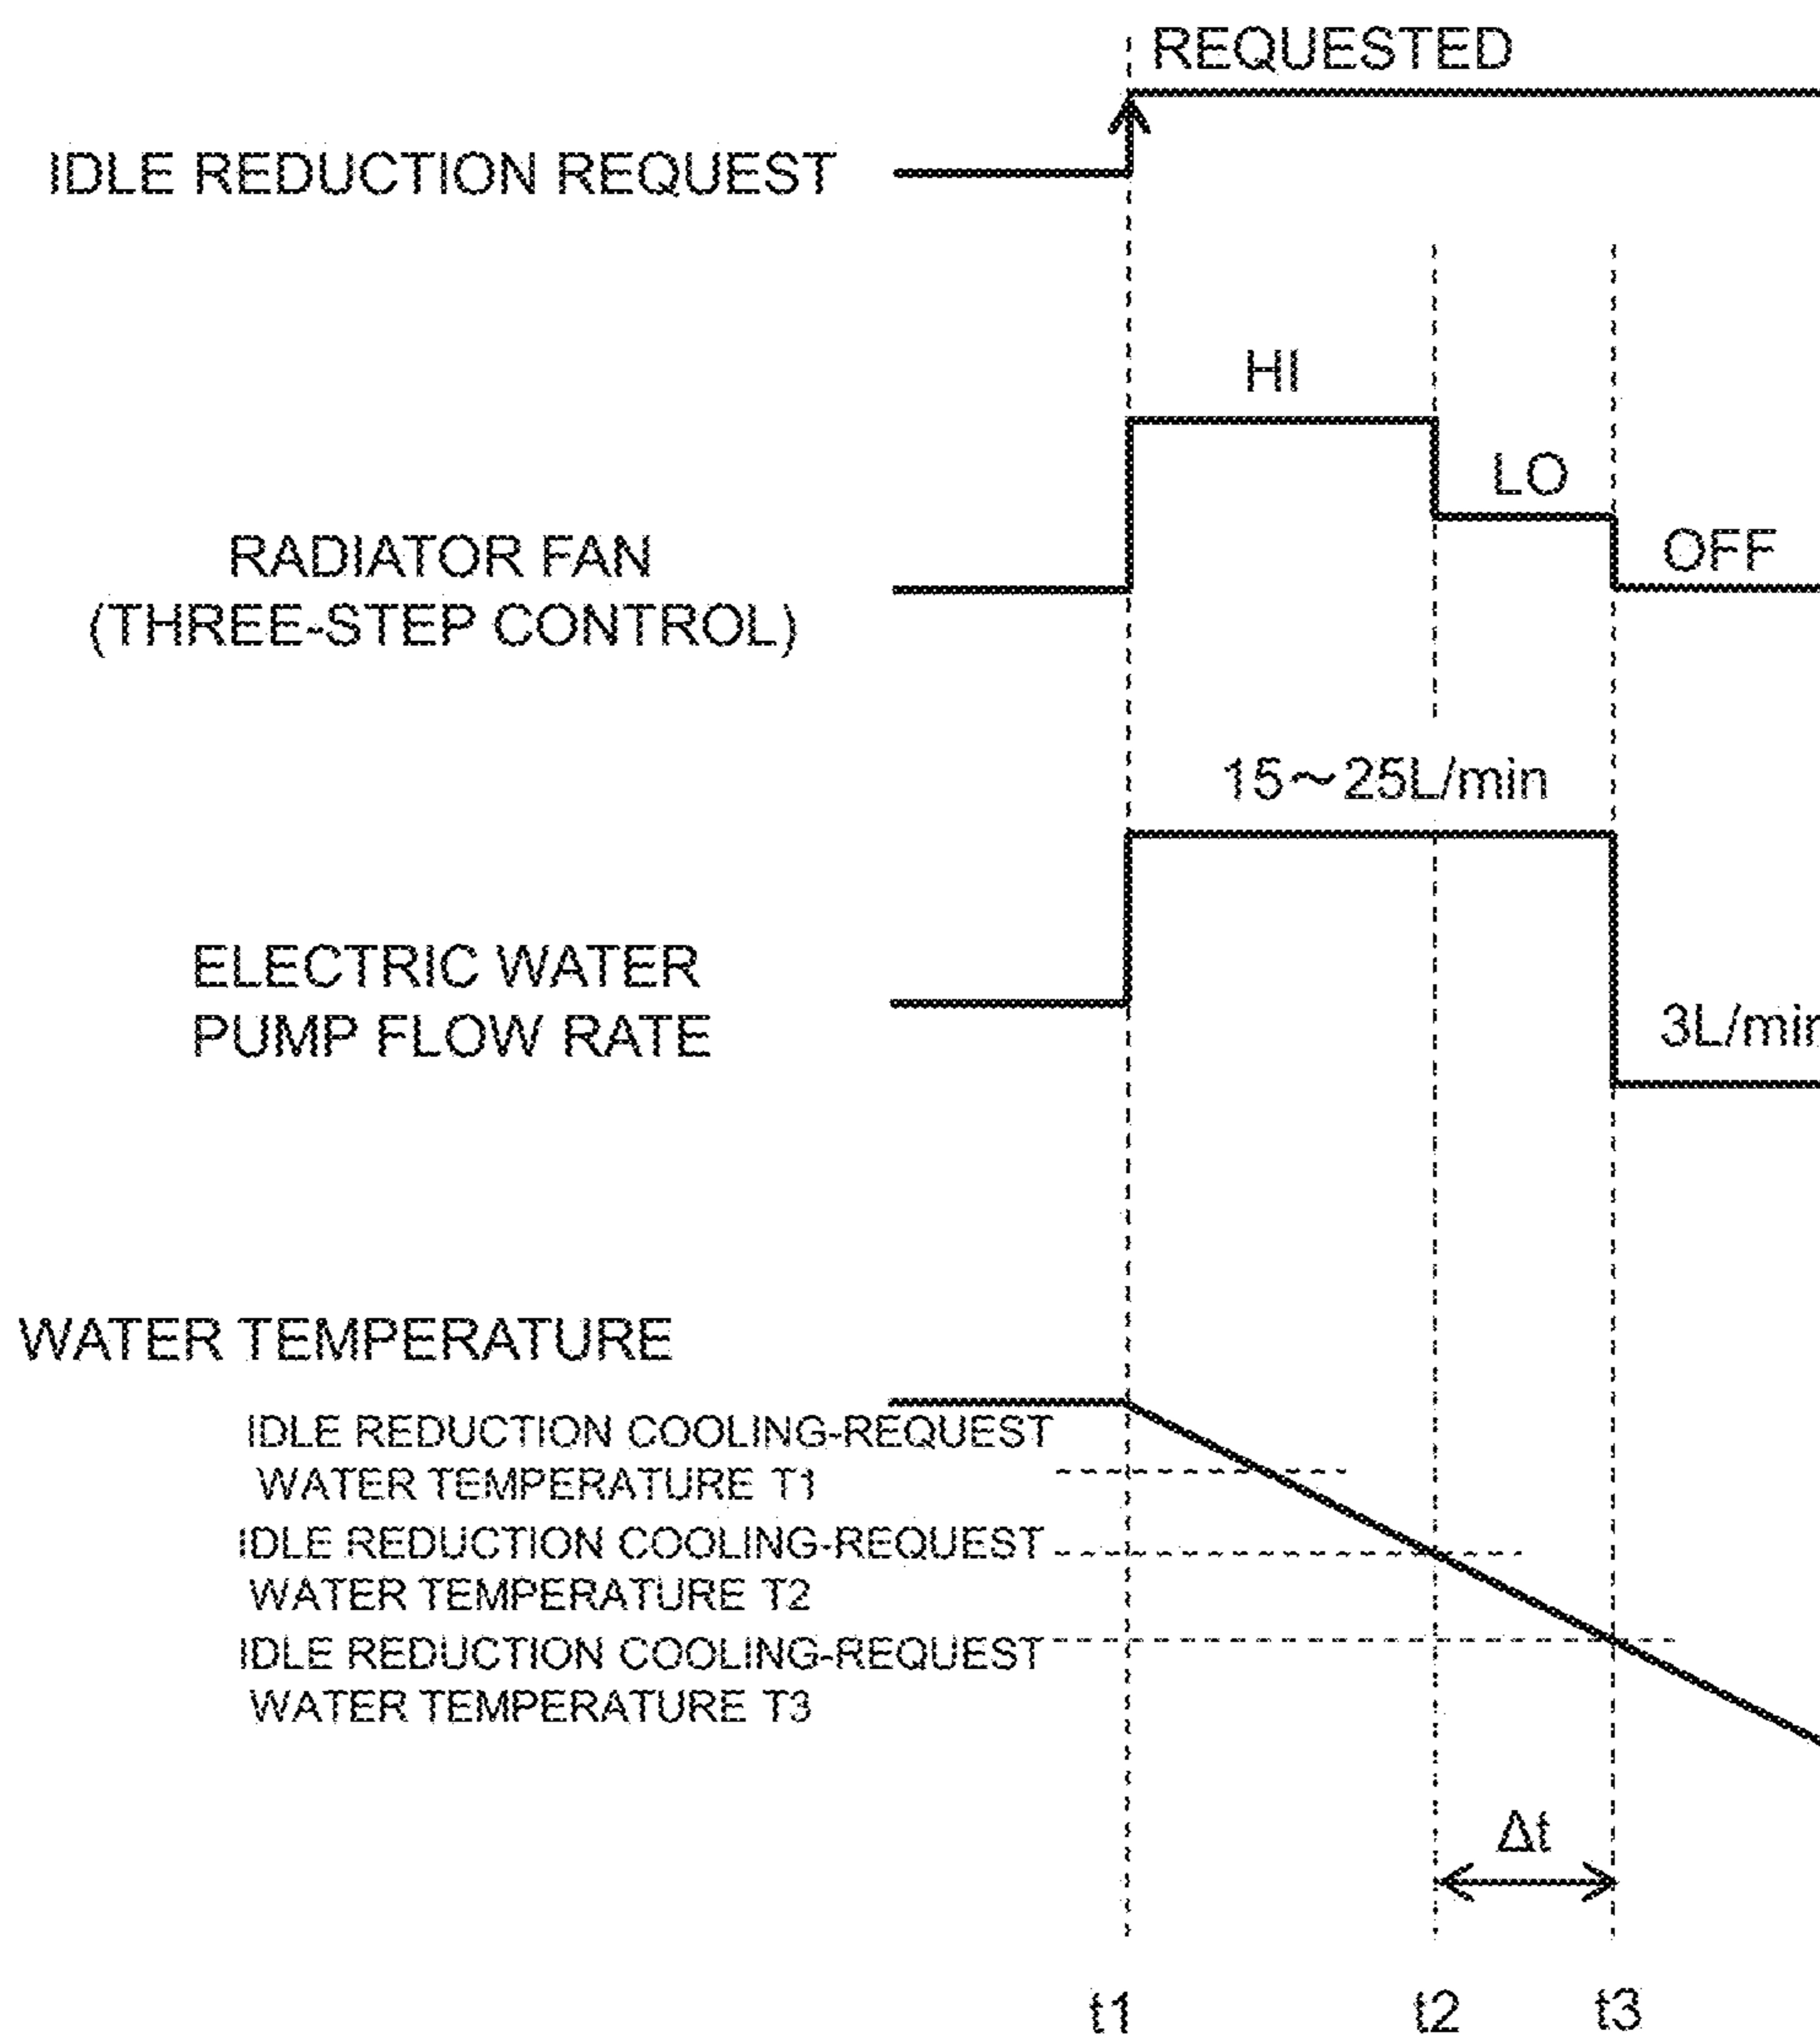 REQUESTED
IDLE REDUCTION REQUEST
HI
LO
OFF
RADIATOR FAN
(THREE-STEP CONTROL)
15～25L/min
ELECTRIC WATER
PUMP FLOW RATE
3L/min
WATER TEMPERATURE
IDLE REDUCTION COOLING-REQUEST
WATER TEMPERATURE T1
IDLE REDUCTION COOLING-REQUEST
WATER TEMPERATURE T2
IDLE REDUCTION COOLING-REQUEST
WATER TEMPERATURE T3
Δt
t1 t2 t3